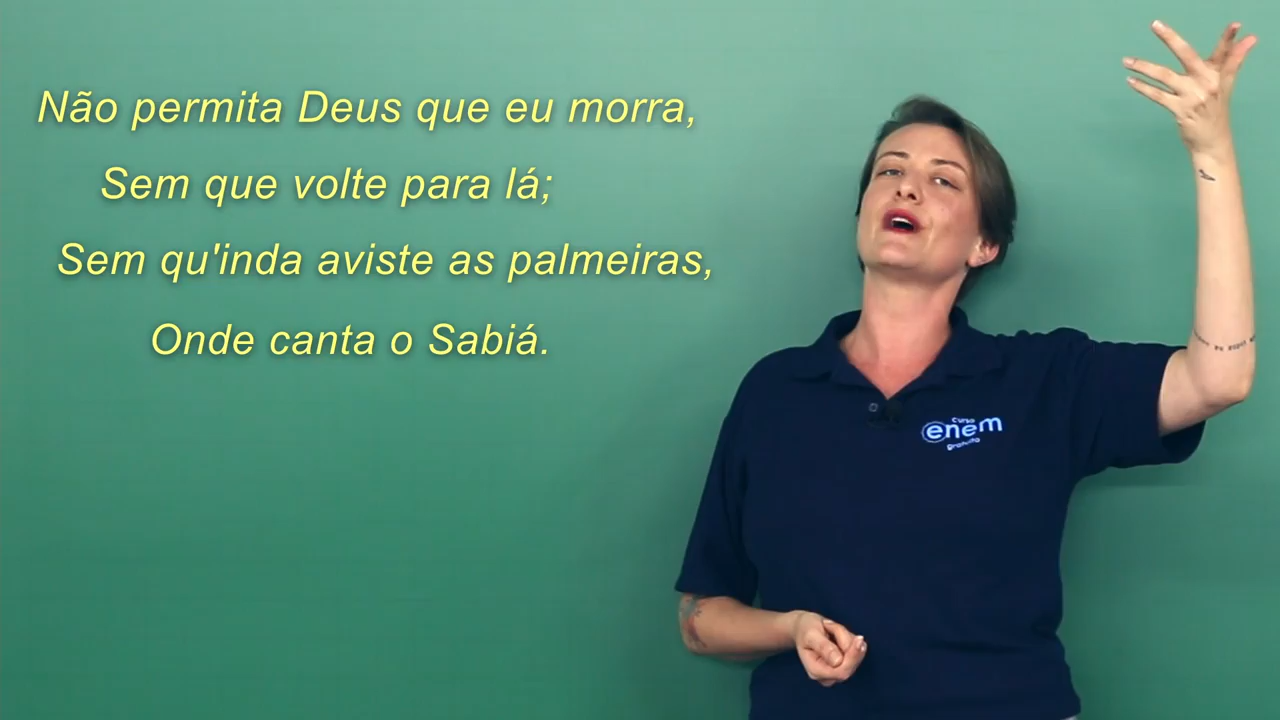 Não permita Deus que eu morra,
Sem que volte para lá;
Sem qu'inda aviste as palmeiras,
Onde canta o Sabiá.
curso
enem
gratuito